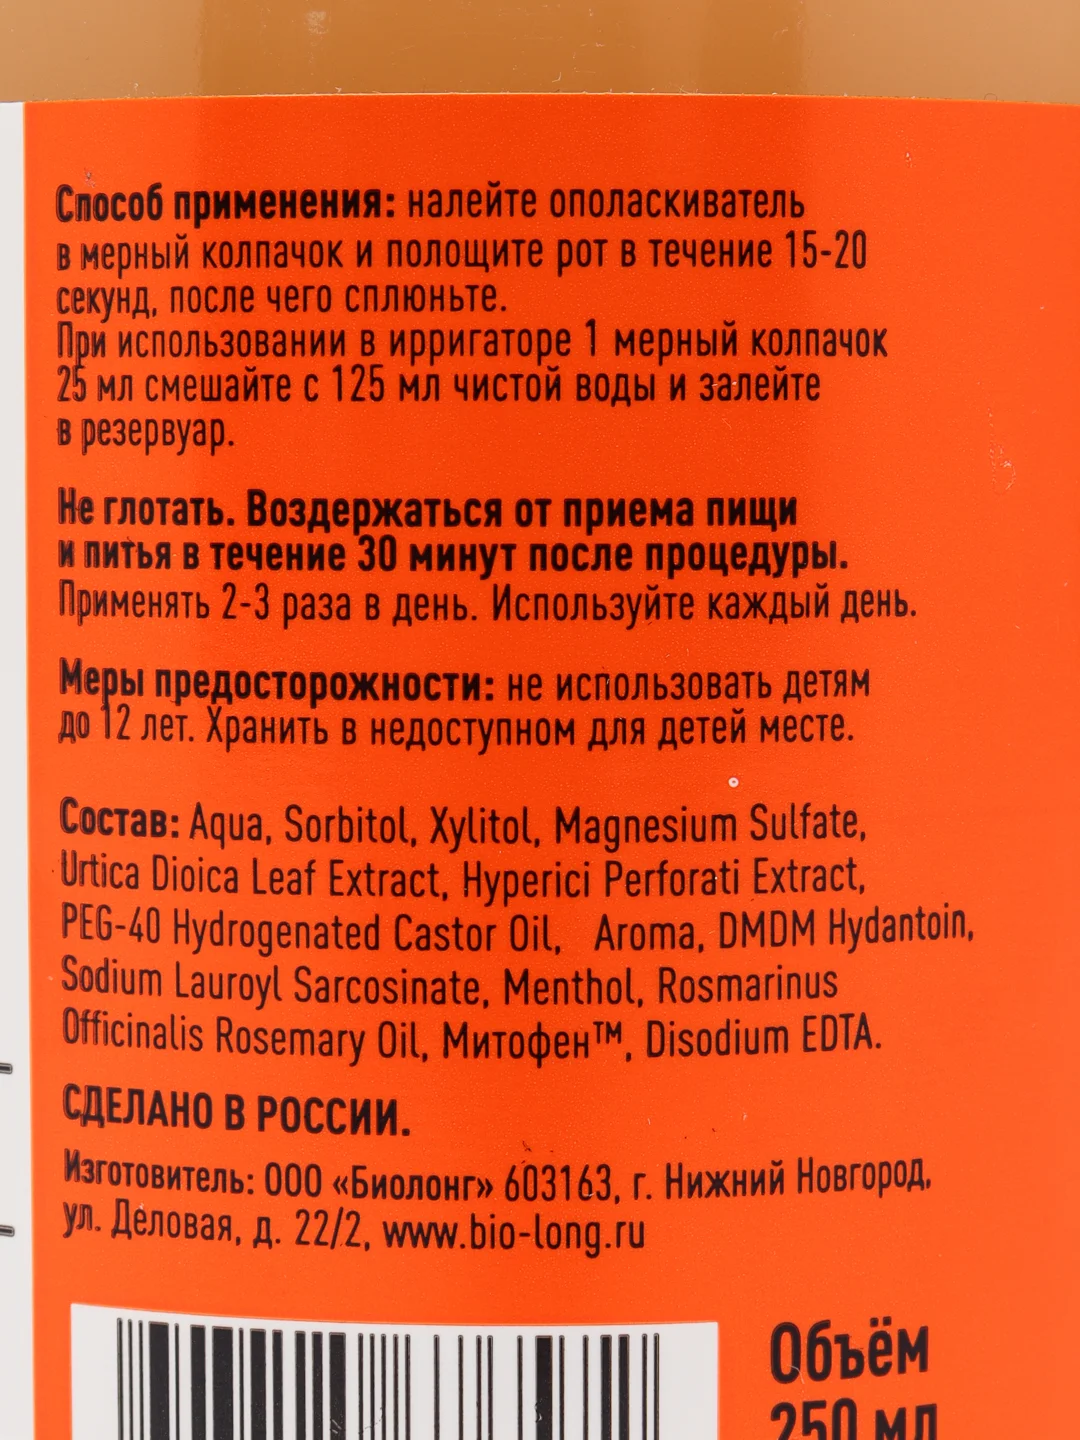 Способ применения: налейте ополаскиватель
в мерный колпачок и полощите рот в течение 15-20
секунд, после чего сплюньте.
При использовании в ирригаторе 1 мерный колпачок
25 мл смешайте с 125 мл чистой воды и залейте
в резервуар.
Не глотать. Воздержаться от приема пищи
и питья в течение 30 минут после процедуры.
Применять 2-3 раза в день. Используйте каждый день.
Меры предосторожности: не использовать детям
до 12 лет. Хранить в недоступном для детей месте.
Состав: Aqua, Sorbitol, Xylitol, Magnesium Sulfate,
Urtica Dioica Leaf Extract, Hyperici Perforati Extract,
PEG-40 Hydrogenated Castor Oil, Aroma, DMDM Hydantoin,
Sodium Lauroyl Sarcosinate, Menthol, Rosmarinus
Officinalis Rosemary Oil, Митофен™, Disodium EDTA.
СДЕЛАНО В РОССИИ.
Изготовитель: ООО «Биолонг» 603163, г. Нижний Новгород,
ул. Деловая, д. 22/2, www.bio-long.ru
Объём
250 мл